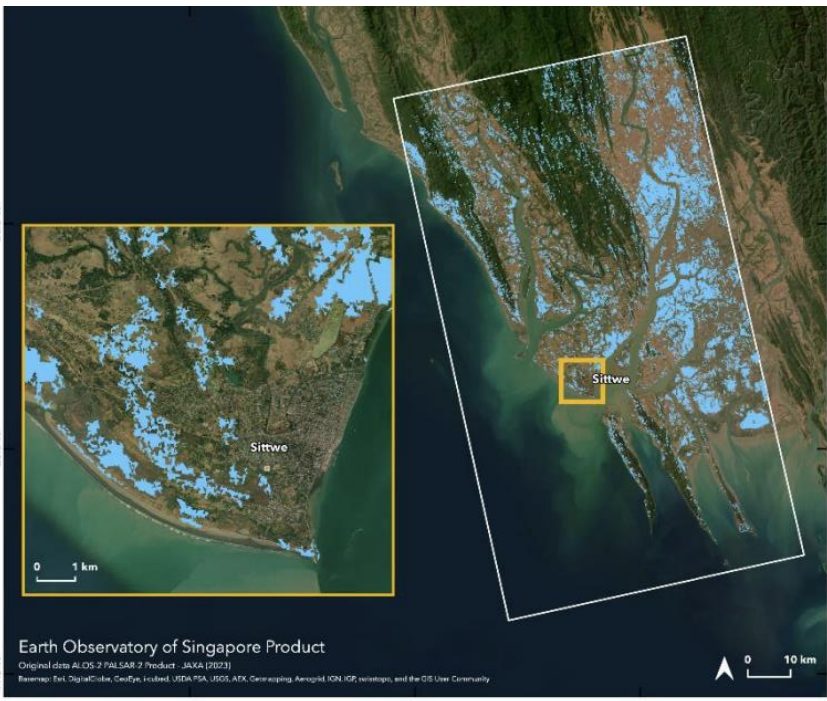 Sittwe
Sittwe
0 1 km
Earth Observatory of Singapore Product
Original data ALOS-2 PALSAR-2 Product - JAXA (2023)
Basemap: Esri, DigitalGlobe, GeoEye, i-cubed, USDA FSA, USGS, AEX, Getmapping, Aerogrid, IGN, IGP, swisstopo, and the GIS User Community
0 10 km